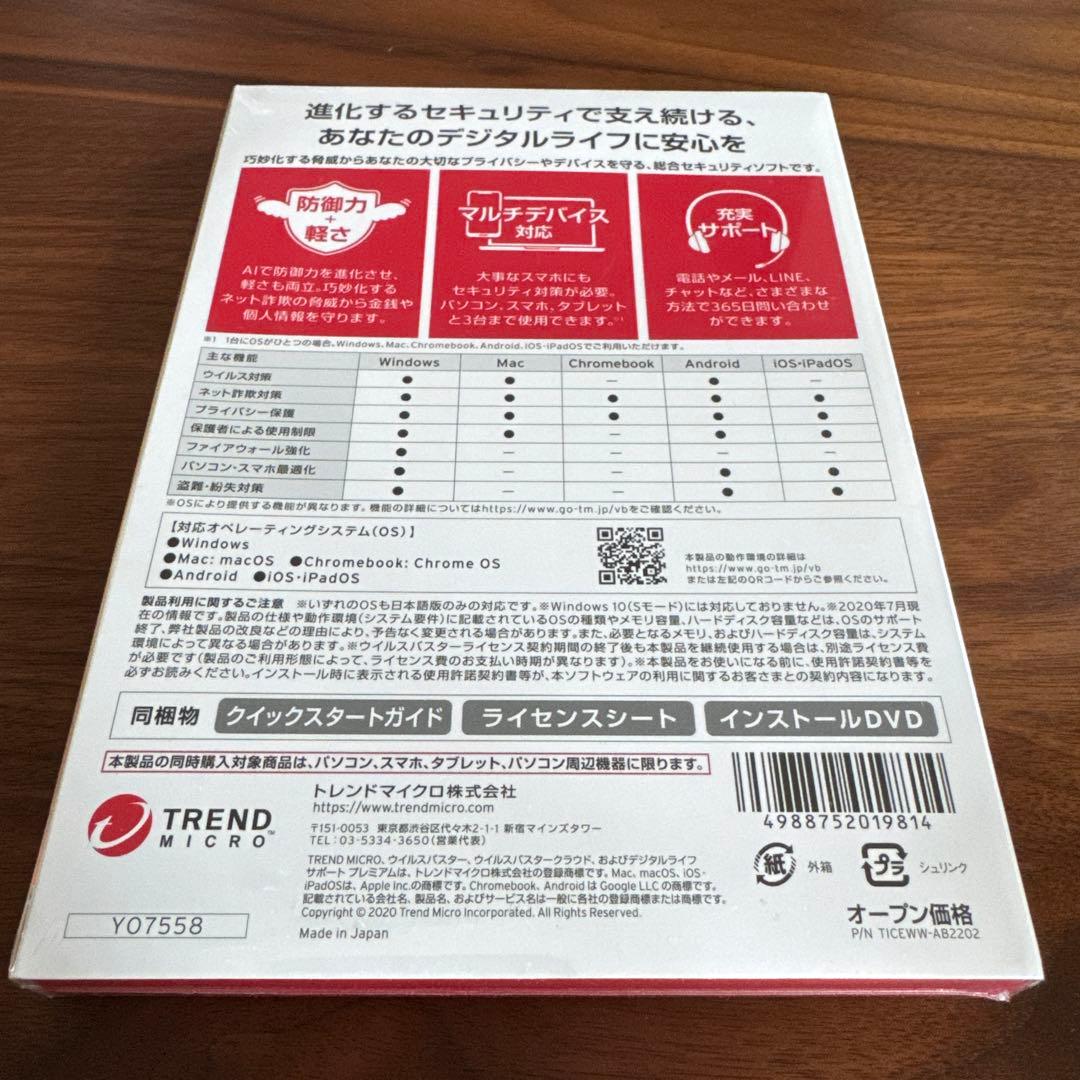 進化するセキュリティで支え続ける、
あなたのデジタルライフに安心を
巧妙化する脅威からあなたの大切なプライバシーやデバイスを守る、総合セキュリティソフトです。
防御力
+
軽さ
AIで防御力を進化させ、
軽さも両立。巧妙化する
ネット詐欺の脅威から金銭や
個人情報を守ります。
マルチデバイス
対応
大事なスマホにも
セキュリティ対策が必要。
パソコン、スマホ、タブレット
と3台まで使用できます。※1
充実
サポート
電話やメール、LINE、
チャットなど、さまざまな
方法で365日問い合わせ
ができます。
※1 1台にOSがひとつの場合。Windows、Mac、Chromebook、Android、iOS・iPadOSでご利用いただけます。
主な機能 Windows Mac Chromebook Android iOS・iPadOS
ウイルス対策 ● ● — ● —
ネット詐欺対策 ● ● ● ● ●
プライバシー保護 ● ● ● ● ●
保護者による使用制限 ● ● — ● ●
ファイアウォール強化 ● — — — —
パソコン・スマホ最適化 ● — — ● ●
盗難・紛失対策 ● — — ● ●
※OSにより提供する機能が異なります。機能の詳細についてはhttps://www.go-tm.jp/vbをご確認ください。
【対応オペレーティングシステム(OS)】
●Windows
●Mac: macOS ●Chromebook: Chrome OS
●Android ●iOS・iPadOS
本製品の動作環境の詳細は
https://www.go-tm.jp/vb
または左記のQRコードからご参照ください。
製品利用に関するご注意 ※いずれのOSも日本語版のみの対応です。※Windows 10(Sモード)には対応しておりません。※2020年7月現
在の情報です。製品の仕様や動作環境(システム要件)に記載されているOSの種類やメモリ容量、ハードディスク容量などは、OSのサポート
終了、弊社製品の改良などの理由により、予告なく変更される場合があります。また、必要となるメモリ、およびハードディスク容量は、システム
環境によって異なる場合があります。※ウイルスバスターライセンス契約期間の終了後も本製品を継続使用する場合は、別途ライセンス費
が必要です(製品のご利用形態によって、ライセンス費のお支払い時期が異なります)。※本製品をお使いになる前に、使用許諾契約書等を
必ずお読みください。インストール時に表示される使用許諾契約書等が、本ソフトウェアの利用に関するお客さまとの契約内容になります。
同梱物 クイックスタートガイド ライセンスシート インストールDVD
本製品の同時購入対象商品は、パソコン、スマホ、タブレット、パソコン周辺機器に限ります。
TREND
MICRO™
トレンドマイクロ株式会社
https://www.trendmicro.com
〒151-0053 東京都渋谷区代々木2-1-1 新宿マインズタワー
TEL：03-5334-3650(営業代表)
TREND MICRO、ウイルスバスター、ウイルスバスタークラウド、およびデジタルライフ
サポート プレミアムは、トレンドマイクロ株式会社の登録商標です。Mac、macOS、iOS・
iPadOSは、Apple Inc.の商標です。Chromebook、Android は Google LLC の商標です。
記載されている会社名、製品名、およびサービス名は一般に各社の登録商標または商標です。
Copyright © 2020 Trend Micro Incorporated. All Rights Reserved.
Made in Japan
Y07558
4988752019814
紙 外箱
プラ シュリンク
オープン価格
P/N TICEWW-AB2202